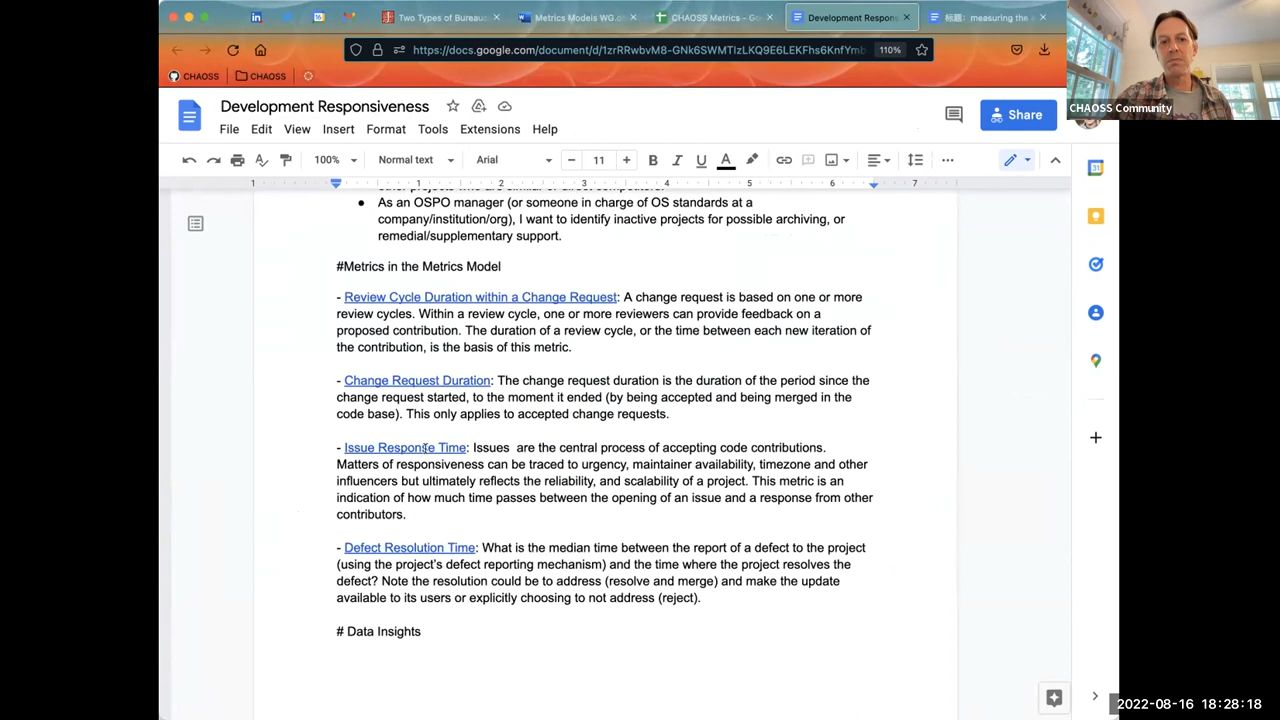 Two Types of Bureauc
Metrics Models WG.o
CHAOSS Metrics - Go
Development Respons
标题: measuring the
https://docs.google.com/document/d/1zrRRwbvM8-GNk6SWMTlzLKQ9E6LEKFhs6KnfYmb
110%
CHAOSS
CHAOSS
CHAOSS Community
Development Responsiveness
File Edit View Insert Format Tools Extensions Help
Share
100% Normal text Arial 11 B I U A
1 1 2 3 4 5 6 7
● As an OSPO manager (or someone in charge of OS standards at a
company/institution/org), I want to identify inactive projects for possible archiving, or
remedial/supplementary support.
#Metrics in the Metrics Model
- Review Cycle Duration within a Change Request: A change request is based on one or more
review cycles. Within a review cycle, one or more reviewers can provide feedback on a
proposed contribution. The duration of a review cycle, or the time between each new iteration of
the contribution, is the basis of this metric.
- Change Request Duration: The change request duration is the duration of the period since the
change request started, to the moment it ended (by being accepted and being merged in the
code base). This only applies to accepted change requests.
- Issue Response Time: Issues  are the central process of accepting code contributions.
Matters of responsiveness can be traced to urgency, maintainer availability, timezone and other
influencers but ultimately reflects the reliability, and scalability of a project. This metric is an
indication of how much time passes between the opening of an issue and a response from other
contributors.
- Defect Resolution Time: What is the median time between the report of a defect to the project
(using the project's defect reporting mechanism) and the time where the project resolves the
defect? Note the resolution could be to address (resolve and merge) and make the update
available to its users or explicitly choosing to not address (reject).
# Data Insights
2022-08-16 18:28:18